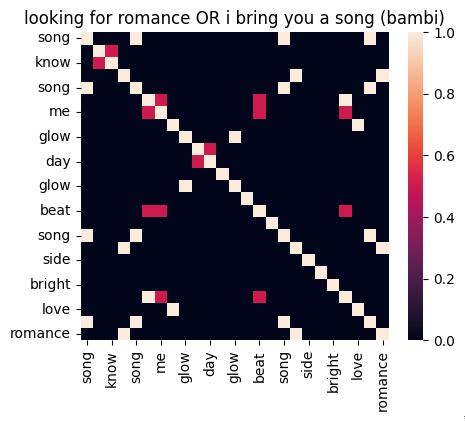 looking for romance OR i bring you a song (bambi)
song
know
song
me
glow
day
glow
beat
song
side
bright
love
romance
1.0
0.8
0.6
0.4
0.2
0.0
song
know
song
me
glow
day
glow
beat
song
side
bright
love
romance